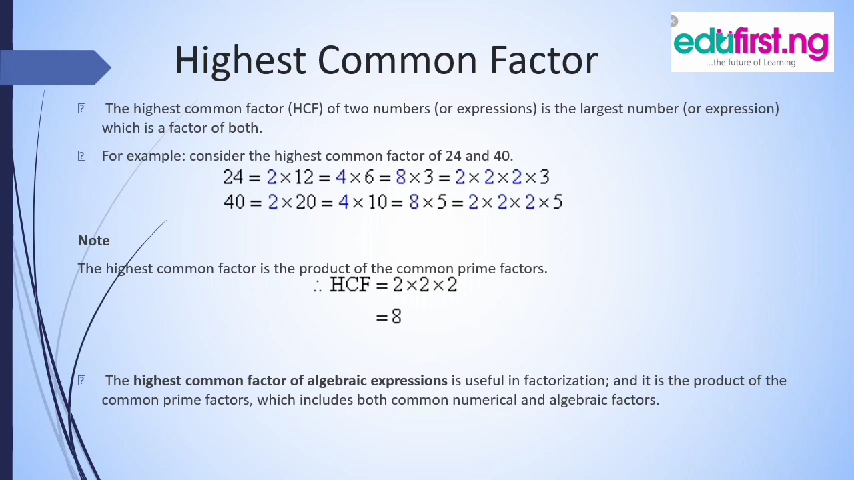 edufirst.ng
...the future of Learning
Highest Common Factor
The highest common factor (HCF) of two numbers (or expressions) is the largest number (or expression)
which is a factor of both.
For example: consider the highest common factor of 24 and 40.
24 = 2×12 = 4×6 = 8×3 = 2×2×2×3
40 = 2×20 = 4×10 = 8×5 = 2×2×2×5
Note
The highest common factor is the product of the common prime factors.
∴ HCF = 2×2×2
= 8
The highest common factor of algebraic expressions is useful in factorization; and it is the product of the
common prime factors, which includes both common numerical and algebraic factors.